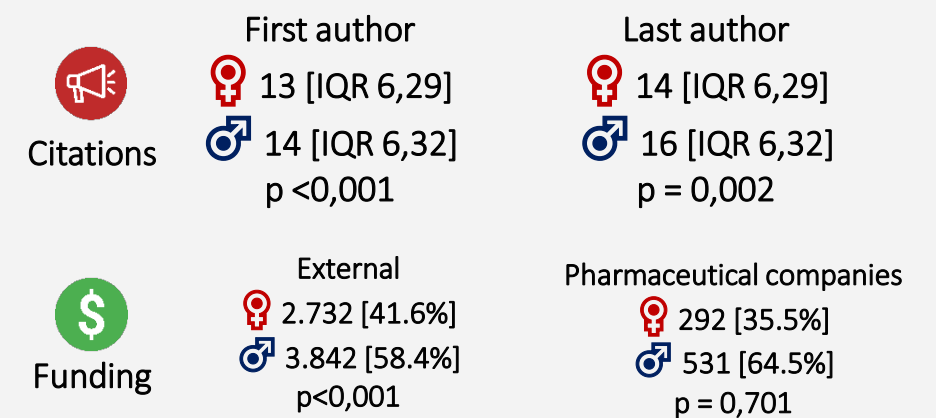 First author
Last author
13 [IQR 6,29]
14 [IQR 6,29]
Citations
14 [IQR 6,32]
16 [IQR 6,32]
p <0,001
p = 0,002
External
Pharmaceutical companies
$
2.732 [41.6%]
292 [35.5%]
Funding
3.842 [58.4%]
531 [64.5%]
p<0,001
p = 0,701